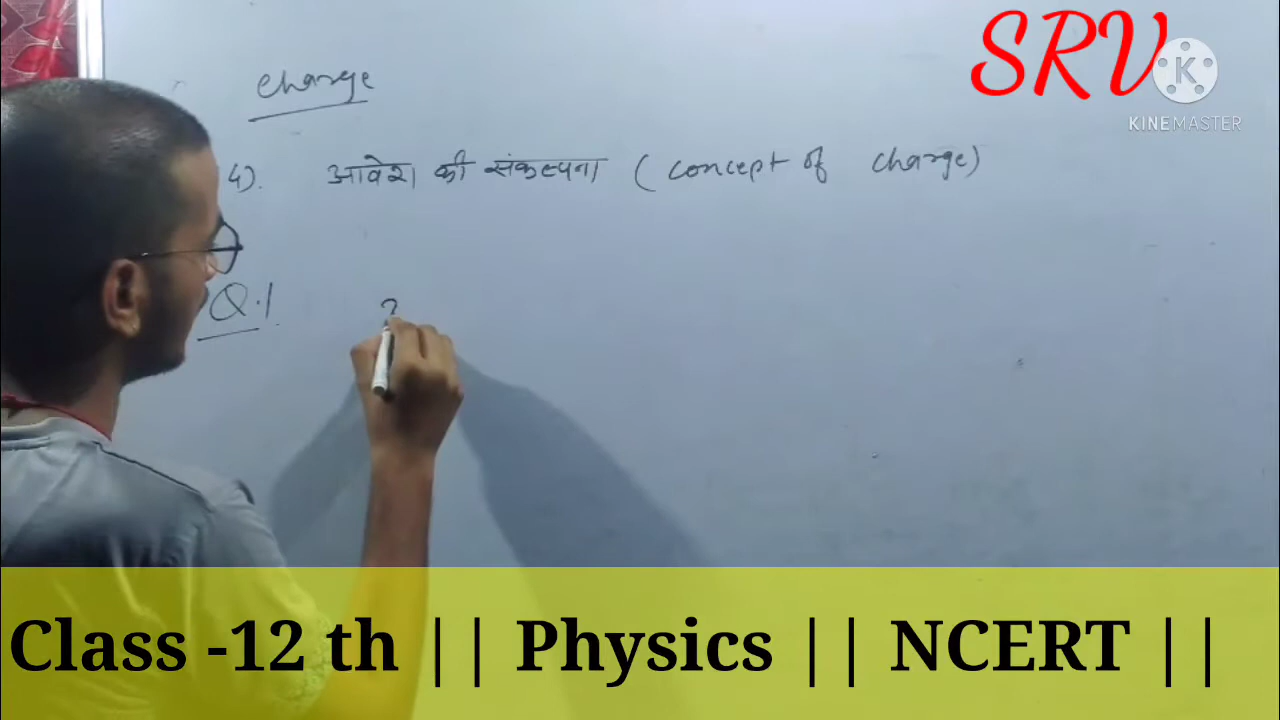 SRV
K
KINEMASTER
charge
4). आवेश की संकल्पना (concept of charge)
Q.1
Class -12 th || Physics || NCERT ||